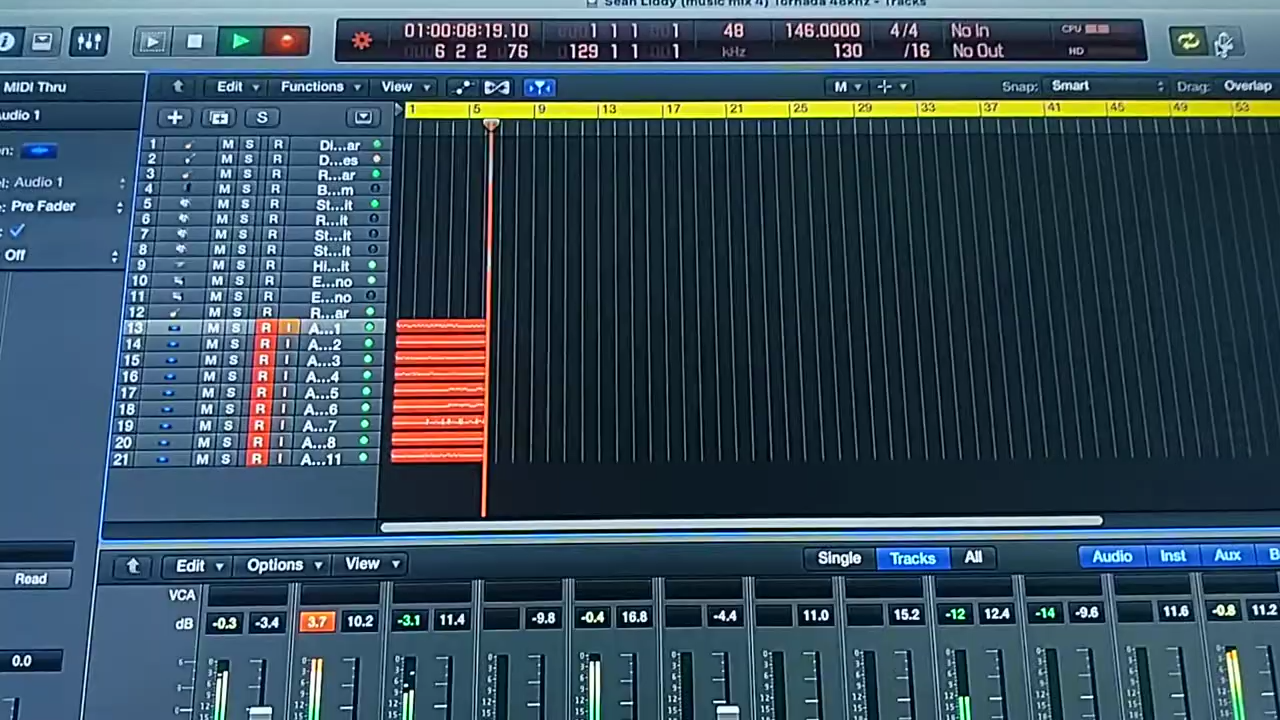 Sean Liddy (music mix 4) Tornada 48khz - Tracks
01:00:08:19.10 1 1 1 1 48 146.0000 4/4 No In CPU
6 2 2 76 129 1 1 1 kHz 130 /16 No Out HD
MIDI Thru Edit Functions View M Snap: Smart Drag: Overlap
udio 1 S 1 5 9 13 17 21 25 29 33 37 41 45 49 53
1 M S R Di...ar
n: 2 M S R D...es
3 M S R R...ar
l: Audio 1 4 M S R B...m
: Pre Fader 5 M S R St...it
6 M S R R...it
: 7 M S R St...it
Off 8 M S R St...it
9 M S R Hi...it
10 M S R E...no
11 M S R E...no
12 M S R R...ar
13 M S R I A...1
14 M S R I A...2
15 M S R I A...3
16 M S R I A...4
17 M S R I A...5
18 M S R I A...6
19 M S R I A...7
20 M S R I A...8
21 M S R I A...11
Edit Options View Single Tracks All Audio Inst Aux B
Read VCA
dB -0.3 -3.4 3.7 10.2 -3.1 11.4 -9.8 -0.4 16.8 -4.4 11.0 15.2 -12 12.4 -14 -9.6 11.6 -0.8 11.2
0.0